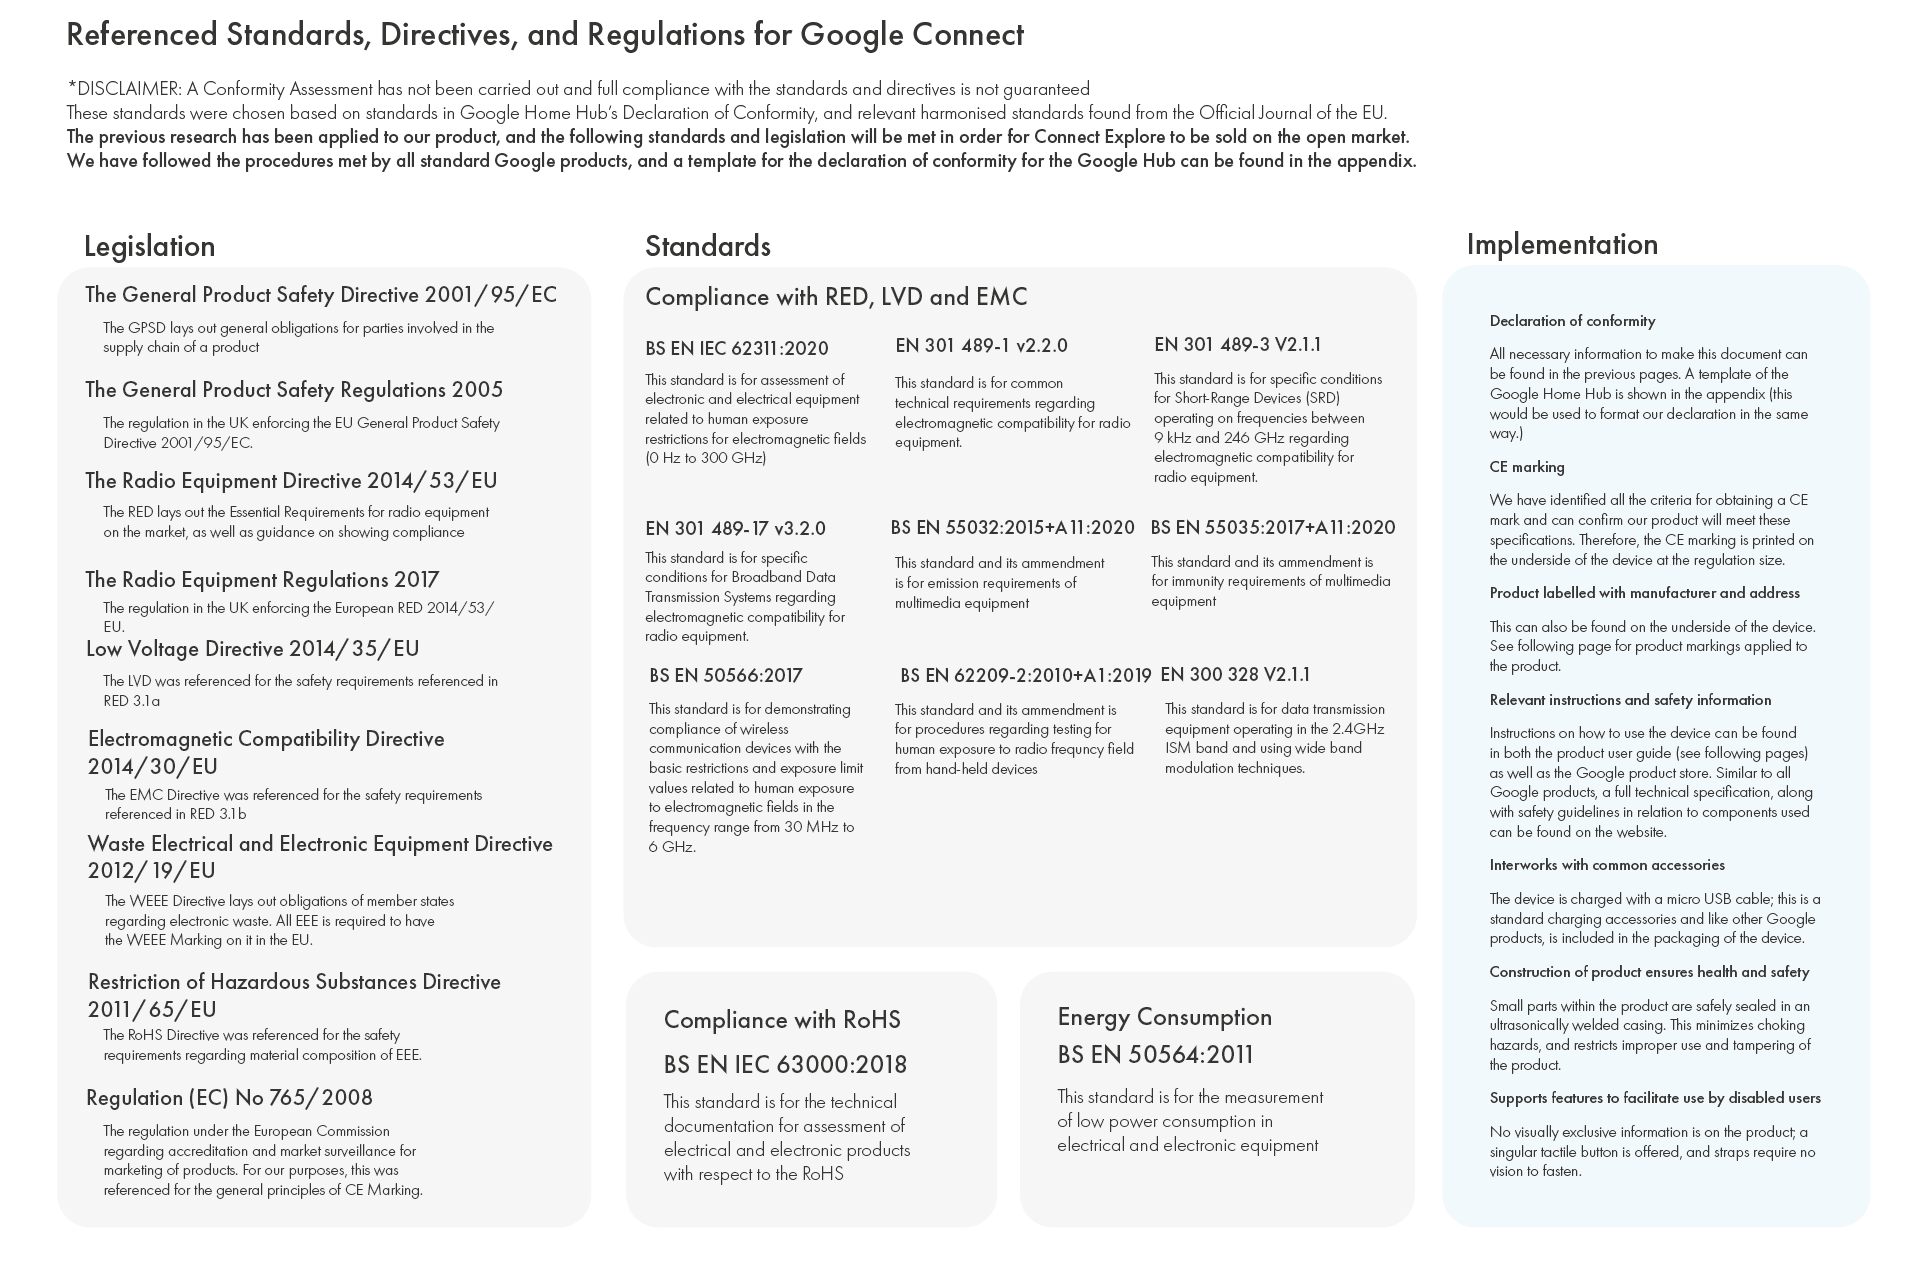 Referenced Standards, Directives, and Regulations for Google Connect
*DISCLAIMER: A Conformity Assessment has not been carried out and full compliance with the standards and directives is not guaranteed
These standards were chosen based on standards in Google Home Hub's Declaration of Conformity, and relevant harmonised standards found from the Official Journal of the EU.
The previous research has been applied to our product, and the following standards and legislation will be met in order for Connect Explore to be sold on the open market.
We have followed the procedures met by all standard Google products, and a template for the declaration of conformity for the Google Hub can be found in the appendix.
Legislation
The General Product Safety Directive 2001/95/EC
The GPSD lays out general obligations for parties involved in the
supply chain of a product
The General Product Safety Regulations 2005
The regulation in the UK enforcing the EU General Product Safety
Directive 2001/95/EC.
The Radio Equipment Directive 2014/53/EU
The RED lays out the Essential Requirements for radio equipment
on the market, as well as guidance on showing compliance
The Radio Equipment Regulations 2017
The regulation in the UK enforcing the European RED 2014/53/
EU.
Low Voltage Directive 2014/35/EU
The LVD was referenced for the safety requirements referenced in
RED 3.1a
Electromagnetic Compatibility Directive
2014/30/EU
The EMC Directive was referenced for the safety requirements
referenced in RED 3.1b
Waste Electrical and Electronic Equipment Directive
2012/19/EU
The WEEE Directive lays out obligations of member states
regarding electronic waste. All EEE is required to have
the WEEE Marking on it in the EU.
Restriction of Hazardous Substances Directive
2011/65/EU
The RoHS Directive was referenced for the safety
requirements regarding material composition of EEE.
Regulation (EC) No 765/2008
The regulation under the European Commission
regarding accreditation and market surveillance for
marketing of products. For our purposes, this was
referenced for the general principles of CE Marking.
Standards
Compliance with RED, LVD and EMC
BS EN IEC 62311:2020
This standard is for assessment of
electronic and electrical equipment
related to human exposure
restrictions for electromagnetic fields
(0 Hz to 300 GHz)
EN 301 489-1 v2.2.0
This standard is for common
technical requirements regarding
electromagnetic compatibility for radio
equipment.
EN 301 489-3 V2.1.1
This standard is for specific conditions
for Short-Range Devices (SRD)
operating on frequencies between
9 kHz and 246 GHz regarding
electromagnetic compatibility for
radio equipment.
EN 301 489-17 v3.2.0
This standard is for specific
conditions for Broadband Data
Transmission Systems regarding
electromagnetic compatibility for
radio equipment.
BS EN 55032:2015+A11:2020
This standard and its ammendment
is for emission requirements of
multimedia equipment
BS EN 55035:2017+A11:2020
This standard and its ammendment is
for immunity requirements of multimedia
equipment
BS EN 50566:2017
This standard is for demonstrating
compliance of wireless
communication devices with the
basic restrictions and exposure limit
values related to human exposure
to electromagnetic fields in the
frequency range from 30 MHz to
6 GHz.
BS EN 62209-2:2010+A1:2019
This standard and its ammendment is
for procedures regarding testing for
human exposure to radio frequncy field
from hand-held devices
EN 300 328 V2.1.1
This standard is for data transmission
equipment operating in the 2.4GHz
ISM band and using wide band
modulation techniques.
Compliance with RoHS
BS EN IEC 63000:2018
This standard is for the technical
documentation for assessment of
electrical and electronic products
with respect to the RoHS
Energy Consumption
BS EN 50564:2011
This standard is for the measurement
of low power consumption in
electrical and electronic equipment
Implementation
Declaration of conformity
All necessary information to make this document can
be found in the previous pages. A template of the
Google Home Hub is shown in the appendix (this
would be used to format our declaration in the same
way.)
CE marking
We have identified all the criteria for obtaining a CE
mark and can confirm our product will meet these
specifications. Therefore, the CE marking is printed on
the underside of the device at the regulation size.
Product labelled with manufacturer and address
This can also be found on the underside of the device.
See following page for product markings applied to
the product.
Relevant instructions and safety information
Instructions on how to use the device can be found
in both the product user guide (see following pages)
as well as the Google product store. Similar to all
Google products, a full technical specification, along
with safety guidelines in relation to components used
can be found on the website.
Interworks with common accessories
The device is charged with a micro USB cable; this is a
standard charging accessories and like other Google
products, is included in the packaging of the device.
Construction of product ensures health and safety
Small parts within the product are safely sealed in an
ultrasonically welded casing. This minimizes choking
hazards, and restricts improper use and tampering of
the product.
Supports features to facilitate use by disabled users
No visually exclusive information is on the product; a
singular tactile button is offered, and straps require no
vision to fasten.